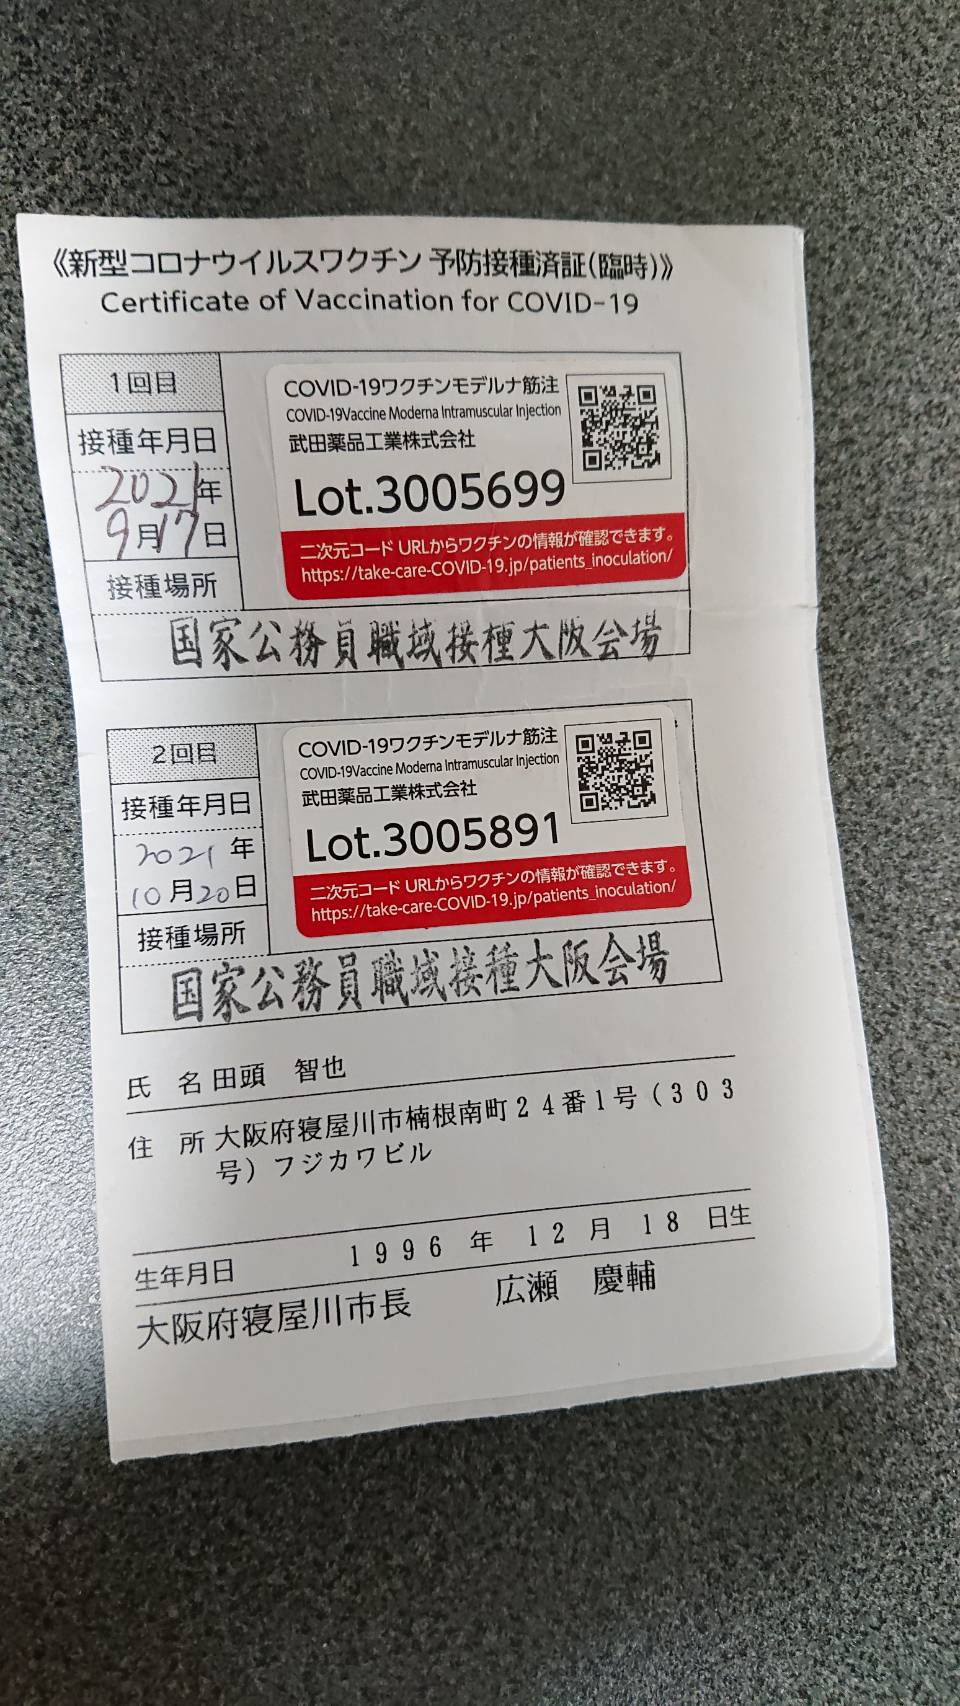 《新型コロナウイルスワクチン 予防接種済証(臨時)》
Certificate of Vaccination for COVID-19
1回目
接種年月日
2021年
9月17日
接種場所
COVID-19ワクチンモデルナ筋注
COVID-19Vaccine Moderna Intramuscular Injection
武田薬品工業株式会社
Lot.3005699
二次元コード URLからワクチンの情報が確認できます。
https://take-care-COVID-19.jp/patients_inoculation/
国家公務員職域接種大阪会場
2回目
接種年月日
2021年
10月20日
接種場所
COVID-19ワクチンモデルナ筋注
COVID-19Vaccine Moderna Intramuscular Injection
武田薬品工業株式会社
Lot.3005891
二次元コード URLからワクチンの情報が確認できます。
https://take-care-COVID-19.jp/patients_inoculation/
国家公務員職域接種大阪会場
氏 名 田頭 智也
住 所 大阪府寝屋川市楠根南町24番1号(303
号)フジカワビル
生年月日 1996 年 12 月 18 日生
大阪府寝屋川市長 広瀬 慶輔